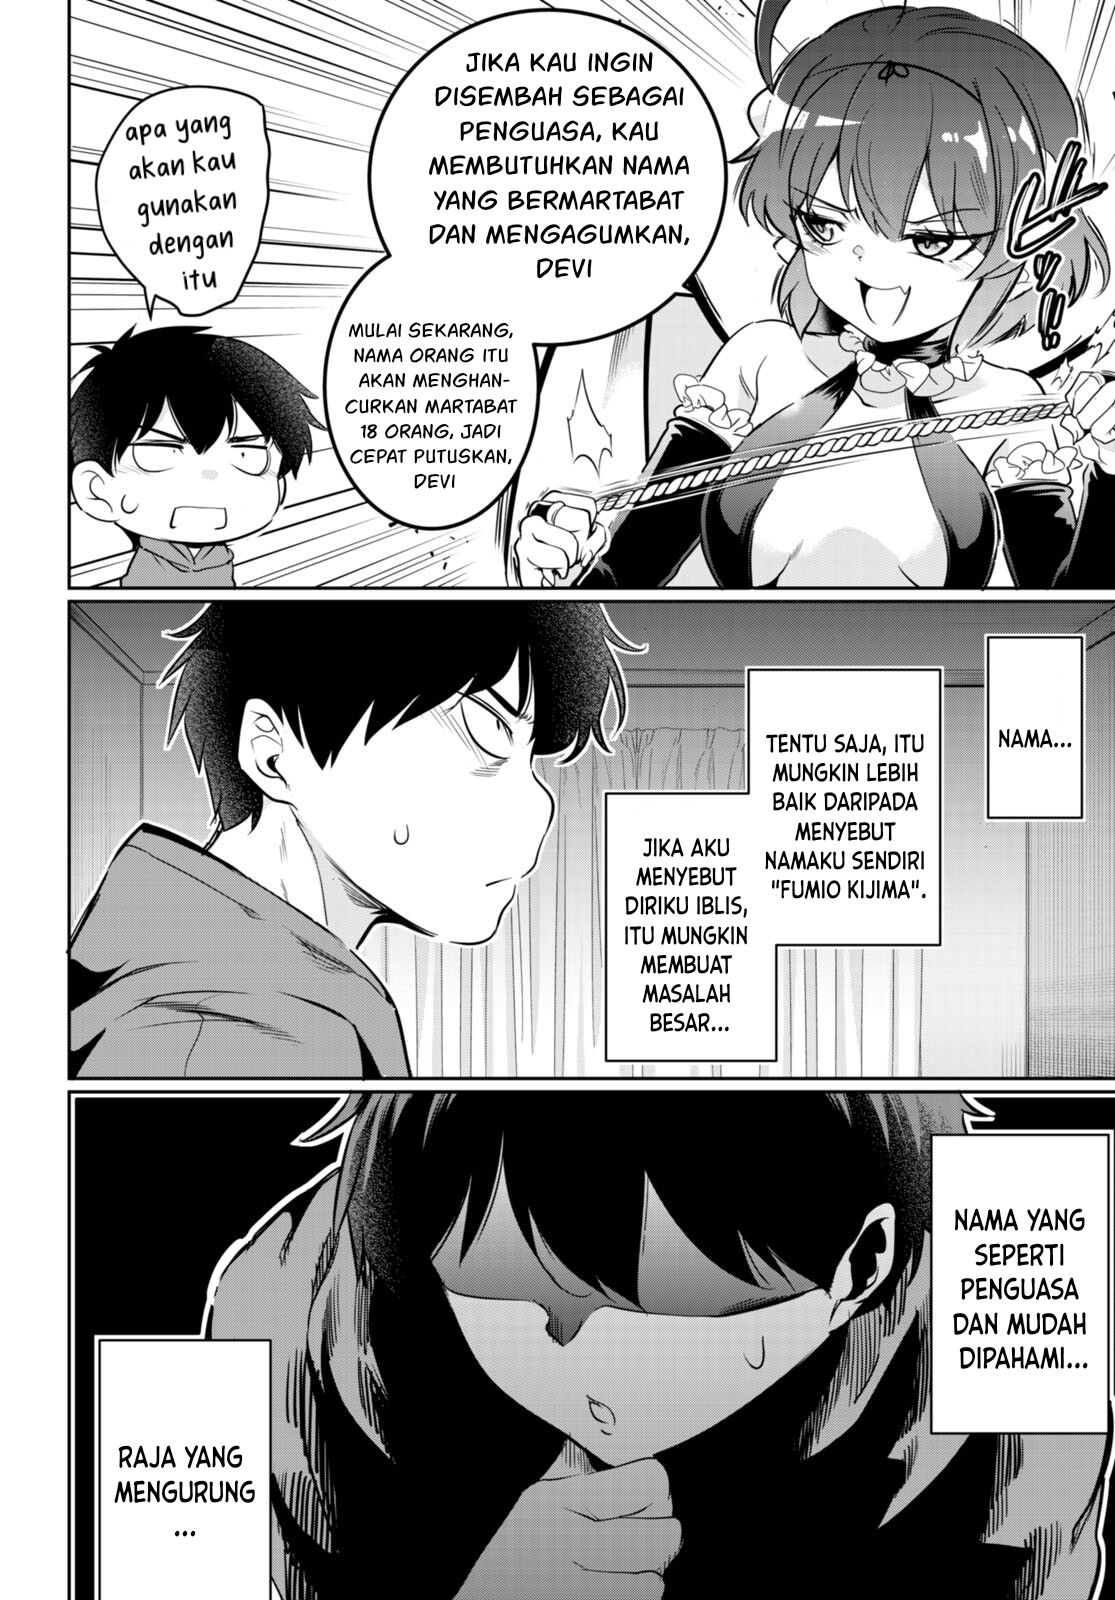 JIKA KAU INGIN
DISEMBAH SEBAGAI
PENGUASA, KAU
MEMBUTUHKAN NAMA
YANG BERMARTABAT
DAN MENGAGUMKAN,
DEVI
MULAI SEKARANG,
NAMA ORANG ITU
AKAN MENGHAN-
CURKAN MARTABAT
18 ORANG, JADI
CEPAT PUTUSKAN,
DEVI
apa yang
akan kau
gunakan
dengan
itu
NAMA...
TENTU SAJA, ITU
MUNGKIN LEBIH
BAIK DARIPADA
MENYEBUT
NAMAKU SENDIRI
"FUMIO KIJIMA".
JIKA AKU
MENYEBUT
DIRIKU IBLIS,
ITU MUNGKIN
MEMBUAT
MASALAH
BESAR...
NAMA YANG
SEPERTI
PENGUASA
DAN MUDAH
DIPAHAMI...
RAJA YANG
MENGURUNG
...